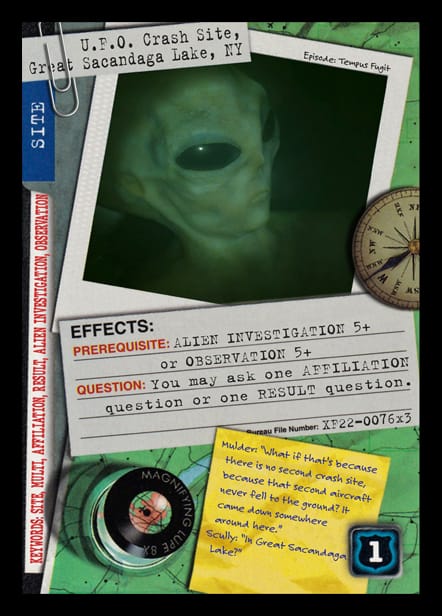 U.F.O. Crash Site,
Great Sacandaga Lake, NY
Episode: Tempus Fugit
SITE
KEYWORDS: SITE, MULTI, AFFILIATION, RESULT, ALIEN INVESTIGATION, OBSERVATION
EFFECTS:
PREREQUISITE: ALIEN INVESTIGATION 5+
or OBSERVATION 5+
QUESTION: You may ask one AFFILIATION
question or one RESULT question.
Bureau File Number: XF22-0076x3
MAGNIFYING LUPE 8X
Mulder: "What if that's because
there is no second crash site,
because that second aircraft
never fell to the ground? It
came down somewhere
around here."
Scully: "In Great Sacandaga
Lake?"
1